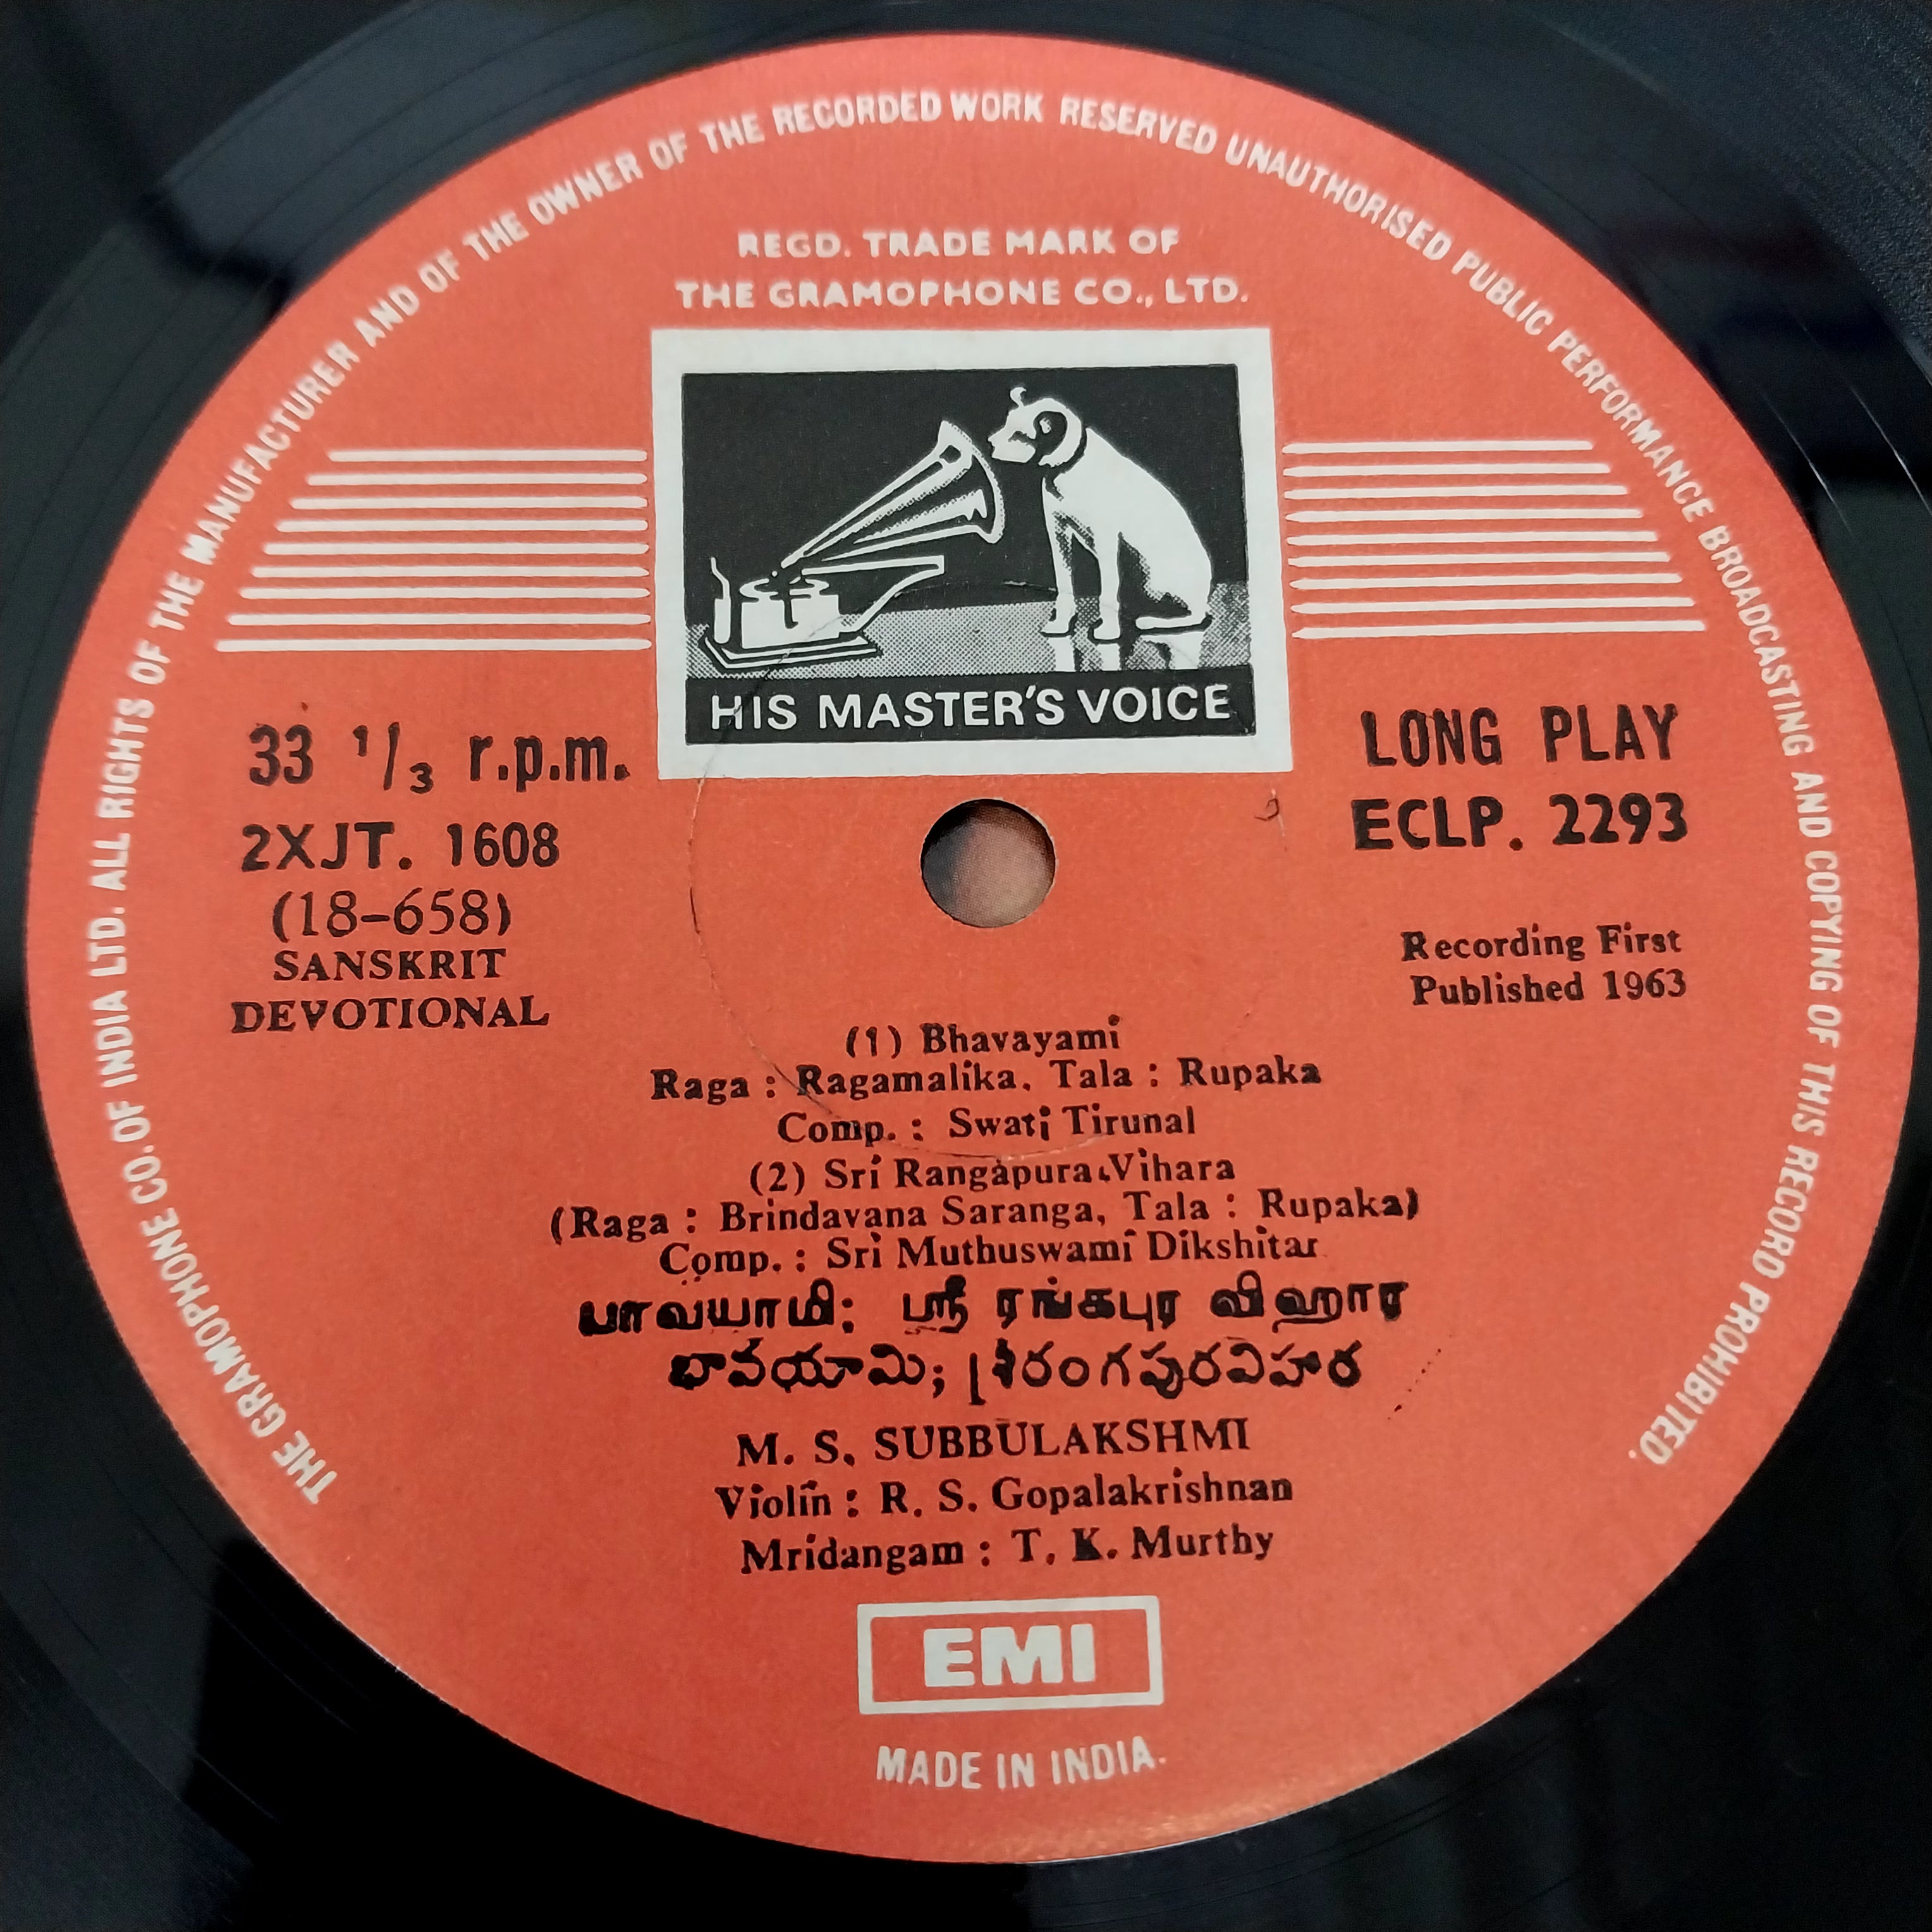 THE GRAMOPHONE CO. OF INDIA LTD. ALL RIGHTS OF THE MANUFACTURER AND OF THE OWNER OF THE RECORDED WORK RESERVED UNAUTHORISED PUBLIC PERFORMANCE BROADCASTING AND COPYING OF THIS RECORD PROHIBITED.
REGD. TRADE MARK OF
THE GRAMOPHONE CO., LTD.
HIS MASTER'S VOICE
33 1/3 r.p.m.
2XJT. 1608
(18-658)
SANSKRIT
DEVOTIONAL
LONG PLAY
ECLP. 2293
Recording First
Published 1963
(1) Bhavayami
Raga : Ragamalika. Tala : Rupaka
Comp. : Swati Tirunal
(2) Sri Rangapura Vihara
(Raga : Brindavana Saranga, Tala : Rupaka)
Comp. : Sri Muthuswami Dikshitar
பாவயாமி; ஸ்ரீ ரங்கபுர விஹார
భావయామి; శ్రీరంగపురవిహార
M. S. SUBBULAKSHMI
Violin : R. S. Gopalakrishnan
Mridangam : T. K. Murthy
EMI
MADE IN INDIA.